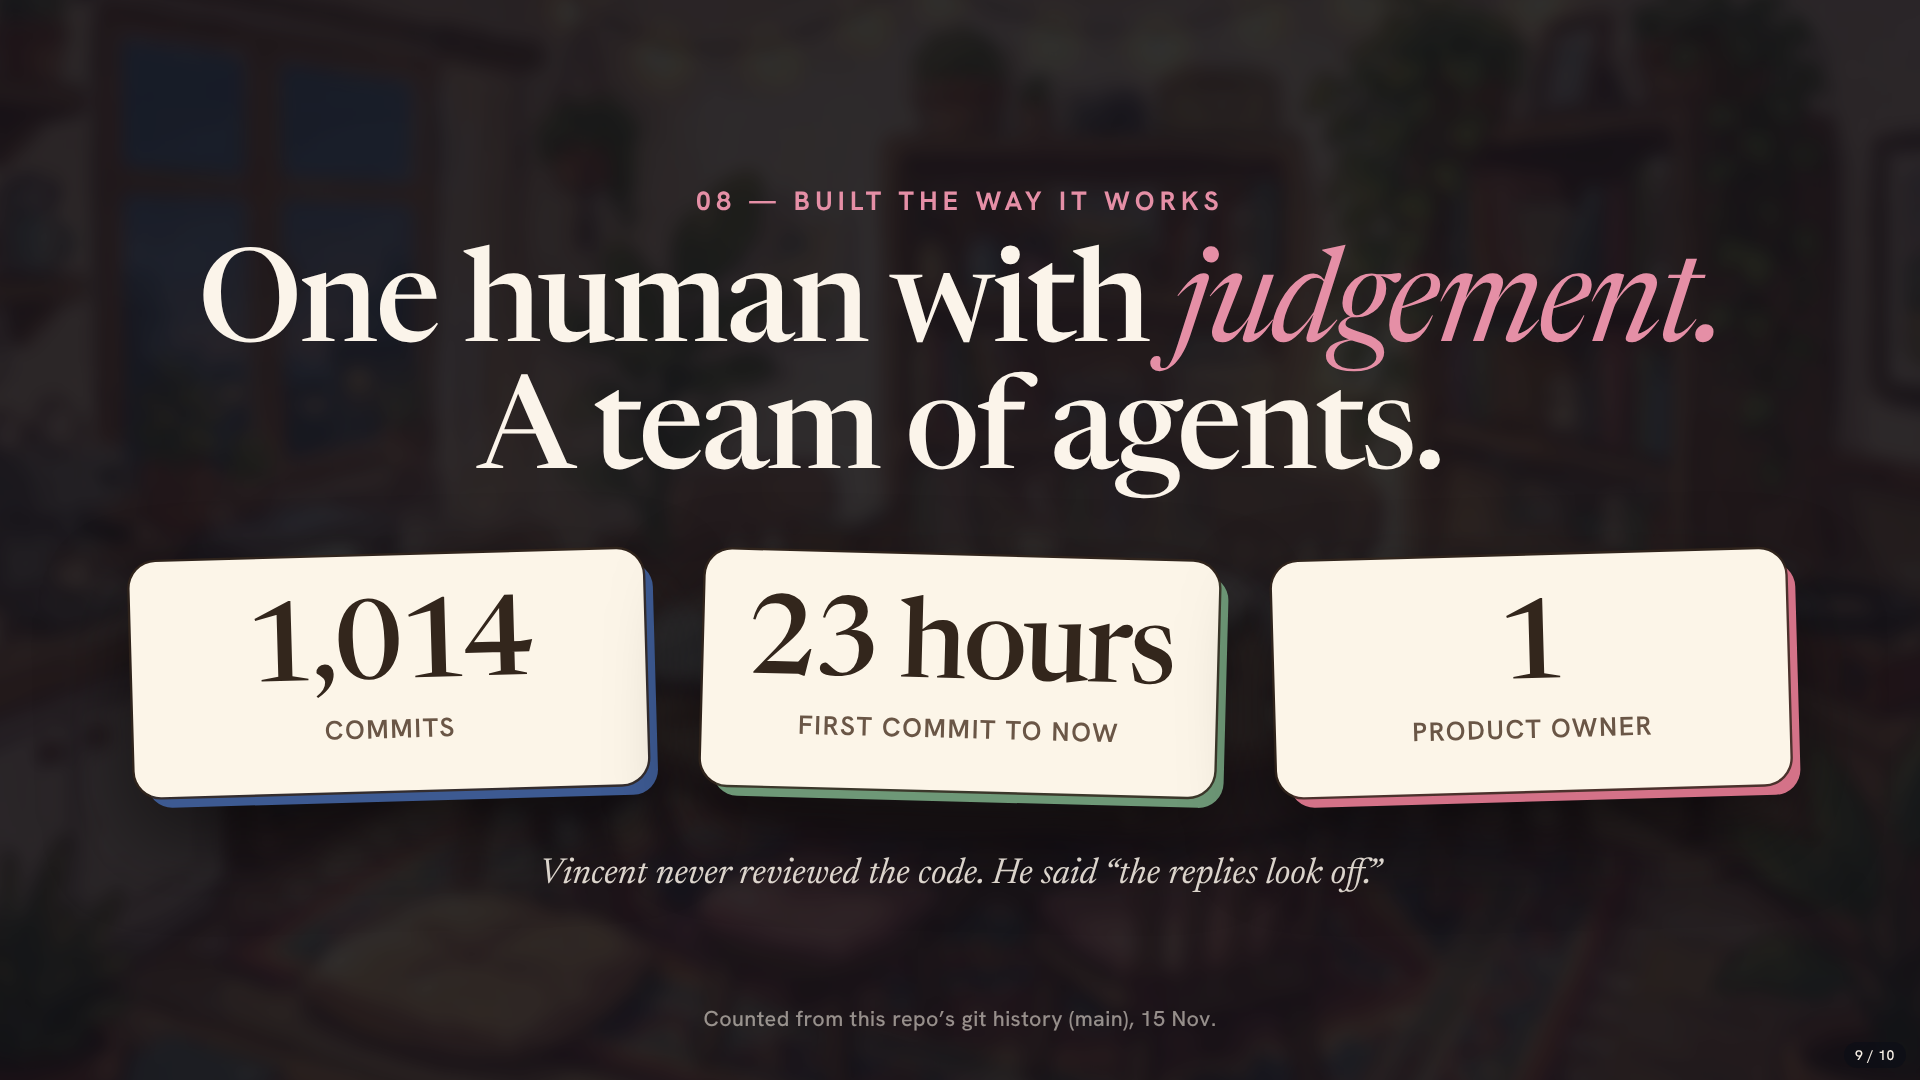 08 — BUILT THE WAY IT WORKS
One human with judgement.
A team of agents.
1,014
COMMITS
23 hours
FIRST COMMIT TO NOW
1
PRODUCT OWNER
Vincent never reviewed the code. He said “the replies look off.”
Counted from this repo’s git history (main), 15 Nov.
9 / 10